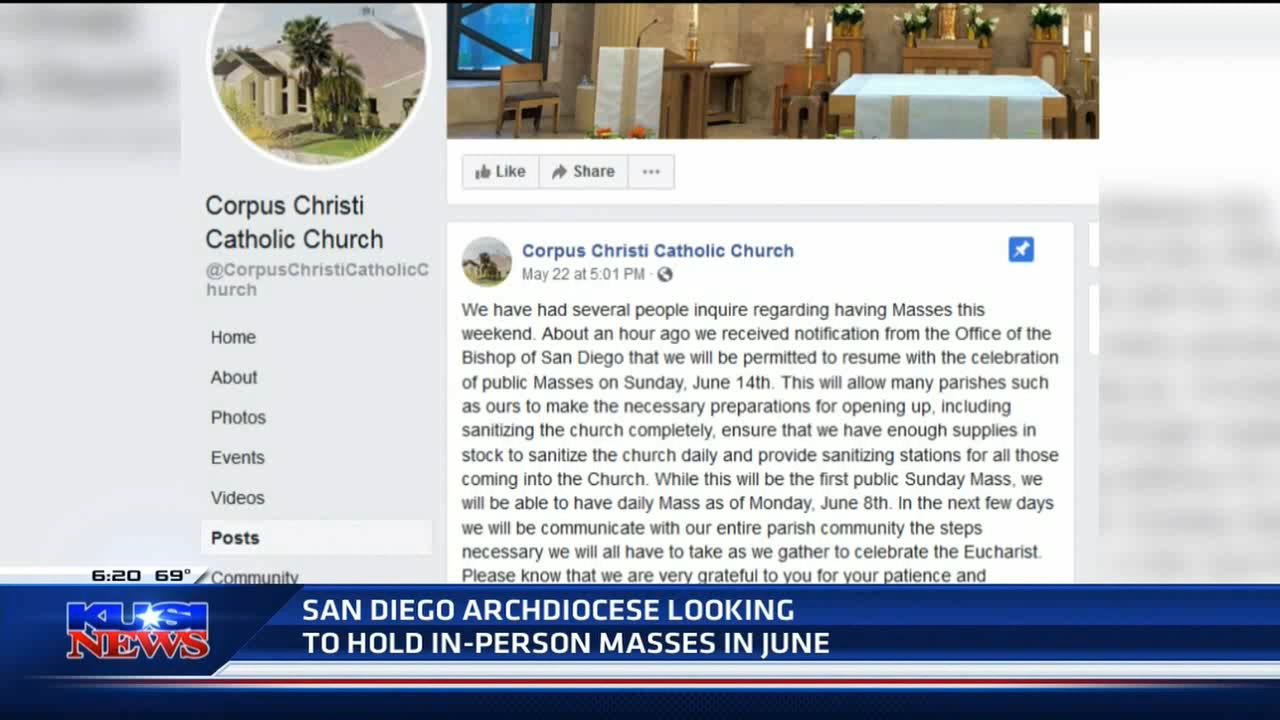 Corpus Christi
Catholic Church
@CorpusChristiCatholicC
hurch
Home
About
Photos
Events
Videos
Posts
Community
Like
Share
Corpus Christi Catholic Church
May 22 at 5:01 PM ·
We have had several people inquire regarding having Masses this
weekend. About an hour ago we received notification from the Office of the
Bishop of San Diego that we will be permitted to resume with the celebration
of public Masses on Sunday, June 14th. This will allow many parishes such
as ours to make the necessary preparations for opening up, including
sanitizing the church completely, ensure that we have enough supplies in
stock to sanitize the church daily and provide sanitizing stations for all those
coming into the Church. While this will be the first public Sunday Mass, we
will be able to have daily Mass as of Monday, June 8th. In the next few days
we will be communicate with our entire parish community the steps
necessary we will all have to take as we gather to celebrate the Eucharist.
Please know that we are very grateful to you for your patience and
6:20 69°
KUSI
NEWS
SAN DIEGO ARCHDIOCESE LOOKING
TO HOLD IN-PERSON MASSES IN JUNE